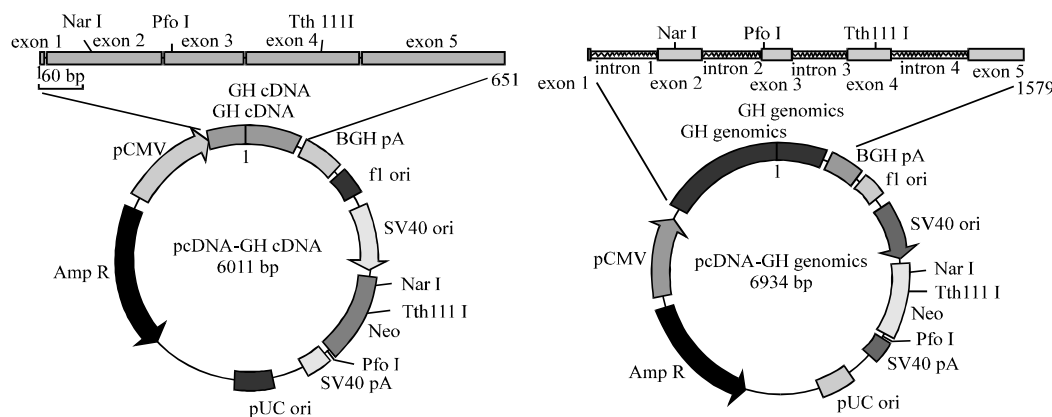 Nar I
Pfo I
Tth 111I
exon 1
exon 2
exon 3
exon 4
exon 5
1
60 bp
651
GH cDNA
GH cDNA
pCMV
1
BGH pA
f1 ori
SV40 ori
pcDNA-GH cDNA
6011 bp
Amp R
Nar I
Tth111 I
Neo
Pfo I
SV40 pA
pUC ori
Nar I
Pfo I
Tth111 I
exon 1
intron 1
exon 2
intron 2
exon 3
intron 3
exon 4
intron 4
exon 5
1579
GH genomics
GH genomics
1
BGH pA
f1 ori
SV40 ori
pCMV
pcDNA-GH genomics
6934 bp
Nar I
Tth111 I
Neo
Pfo I
SV40 pA
Amp R
pUC ori